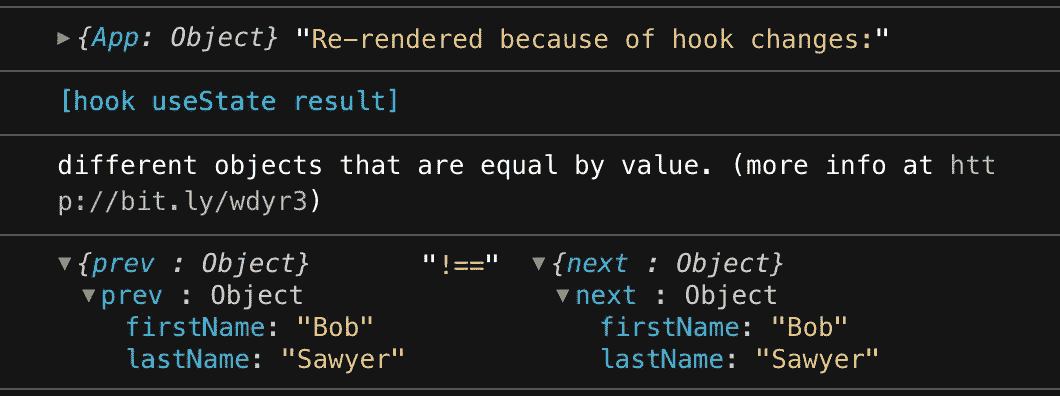 ▶{App: Object} "Re-rendered because of hook changes:"
[hook useState result]
different objects that are equal by value. (more info at htt
p://bit.ly/wdyr3)
▼{prev : Object} "!==" ▼{next : Object}
▼prev : Object ▼next : Object
firstName: "Bob" firstName: "Bob"
lastName: "Sawyer" lastName: "Sawyer"